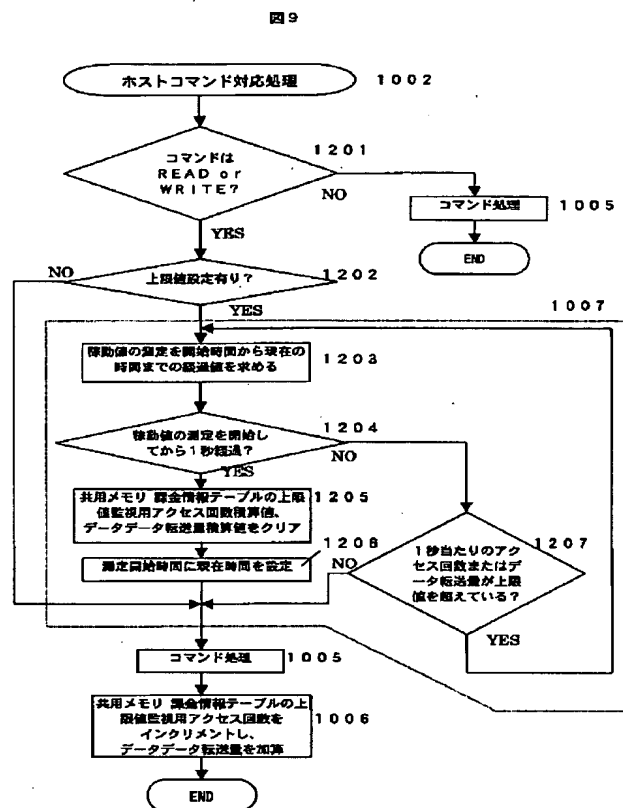 図9
ホストコマンド対応処理
1002
コマンドは
READ or
WRITE?
1201
NO
コマンド処理
1005
YES
END
NO
上限値設定有り?
1202
YES
1007
稼動値の測定を開始時間から現在の
時間までの経過値を求める
1203
稼動値の測定を開始し
てから1秒経過?
1204
NO
YES
共用メモリ 課金情報テーブルの上限
値監視用アクセス回数積算値、
データデータ転送量積算値をクリア
1205
測定開始時間に現在時間を設定
1206
NO
1秒当たりのアク
セス回数またはデ
ータ転送量が上限
値を超えている?
1207
YES
コマンド処理
1005
共用メモリ 課金情報テーブルの上
限値監視用アクセス回数を
インクリメントし、
データデータ転送量を加算
1006
END